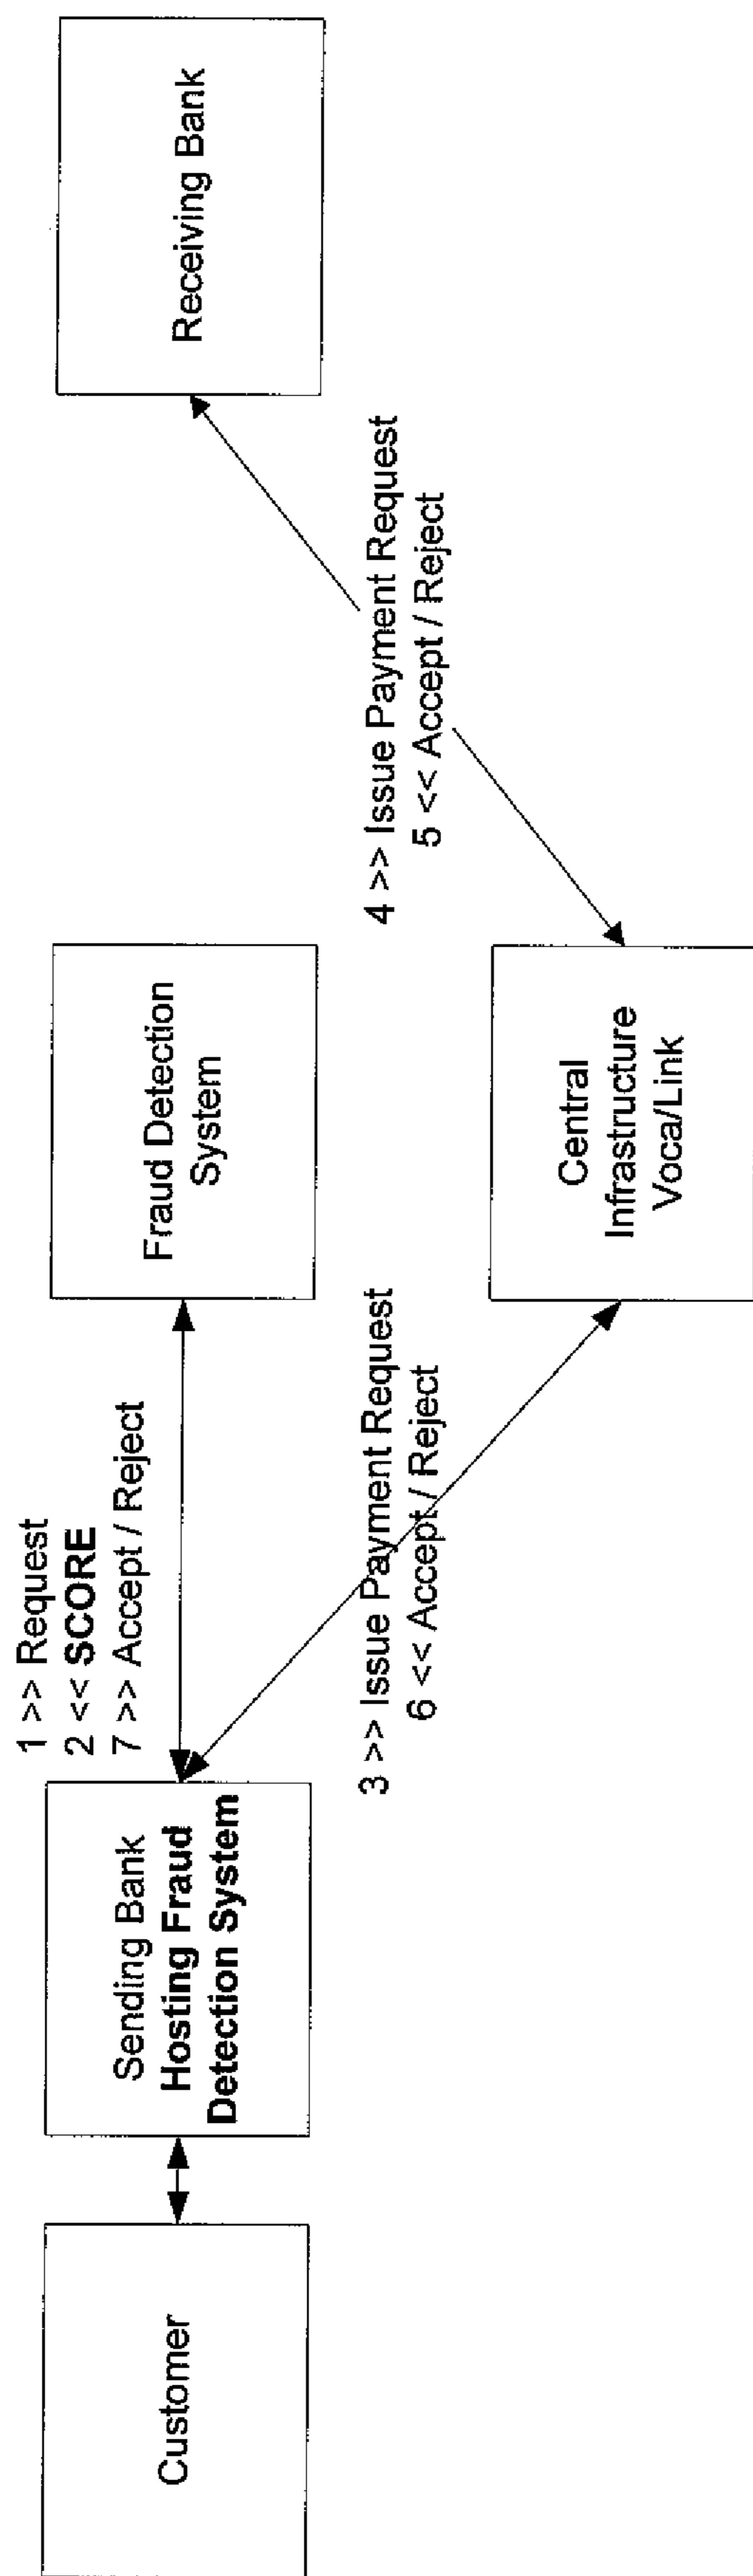 Customer
Sending Bank
Hosting Fraud
Detection System
1 >> Request
2 << SCORE
7 >> Accept / Reject
Fraud Detection
System
3 >> Issue Payment Request
6 << Accept / Reject
Central
Infrastructure
Voca/Link
4 >> Issue Payment Request
5 << Accept / Reject
Receiving Bank